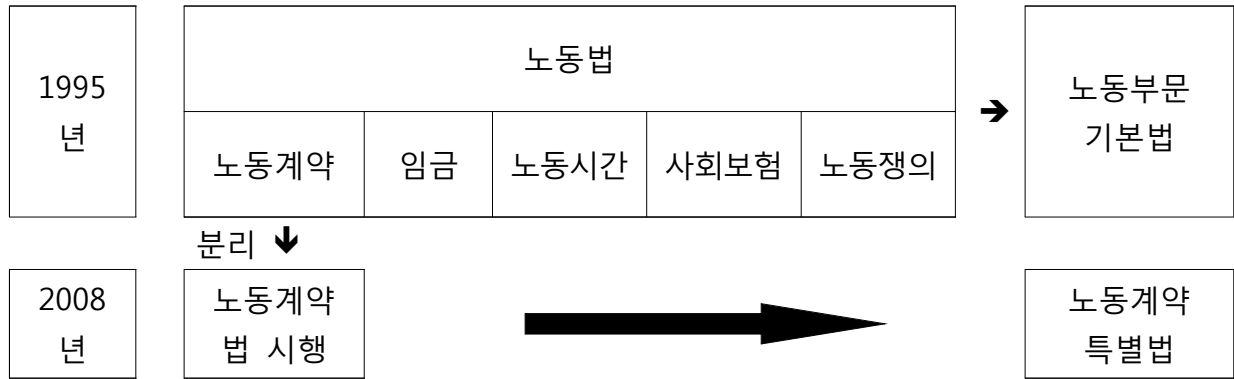 1995
년
노동법
노동계약 임금 노동시간 사회보험 노동쟁의
➔
노동부문
기본법
분리 🡫
2008
년
노동계약
법 시행
노동계약
특별법